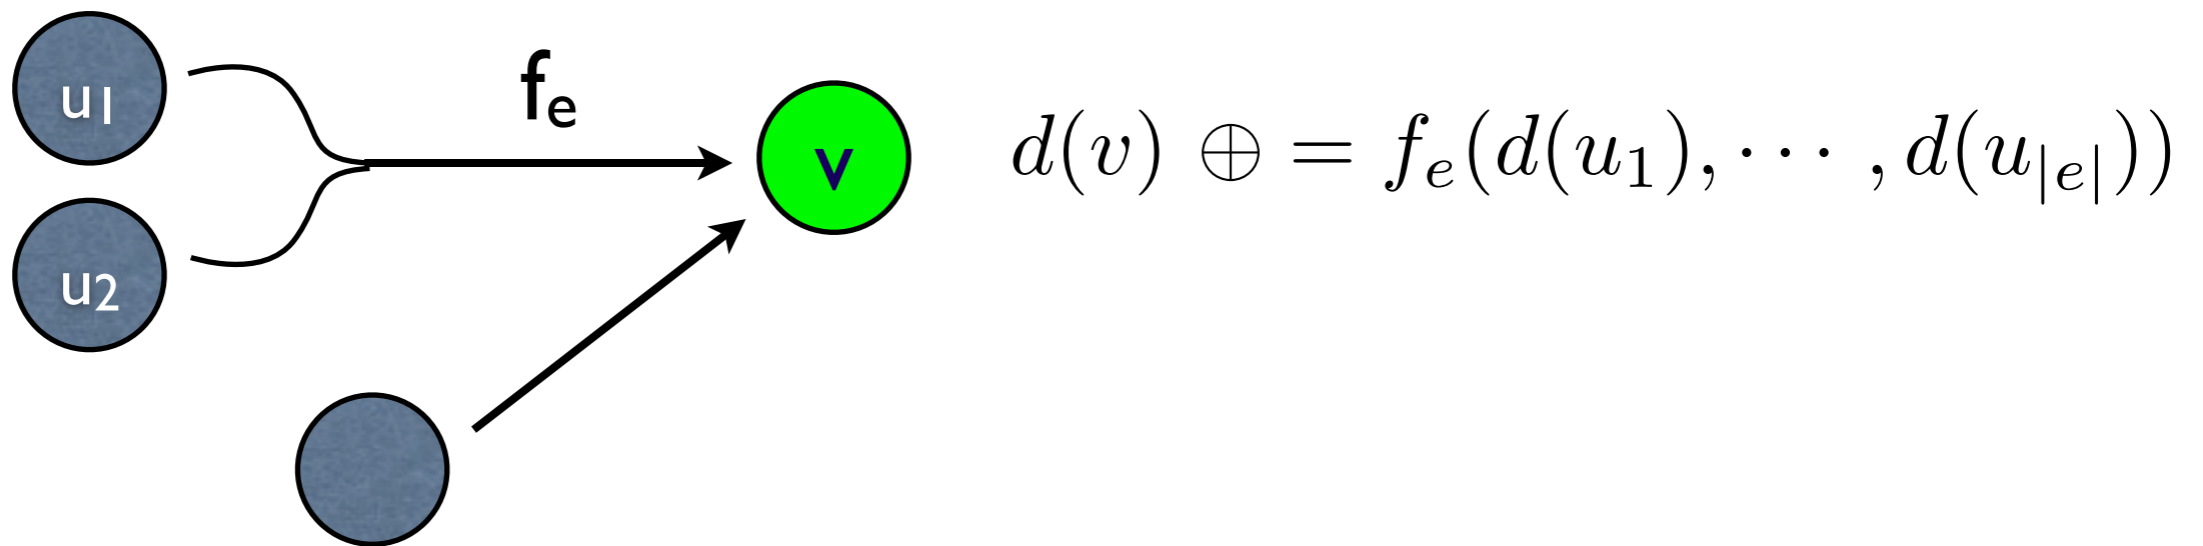 u1
fe
v
d(v) ⊕ = fe(d(u1), ··· , d(u|e|))
u2